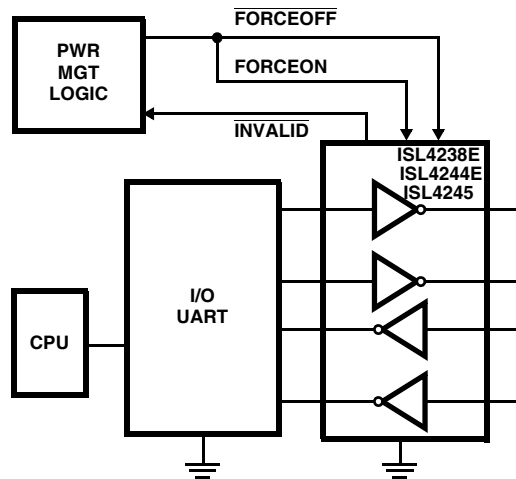 FORCEOFF
PWR
MGT
LOGIC
FORCEON
INVALID
ISL4238E
ISL4244E
ISL4245
I/O
UART
CPU